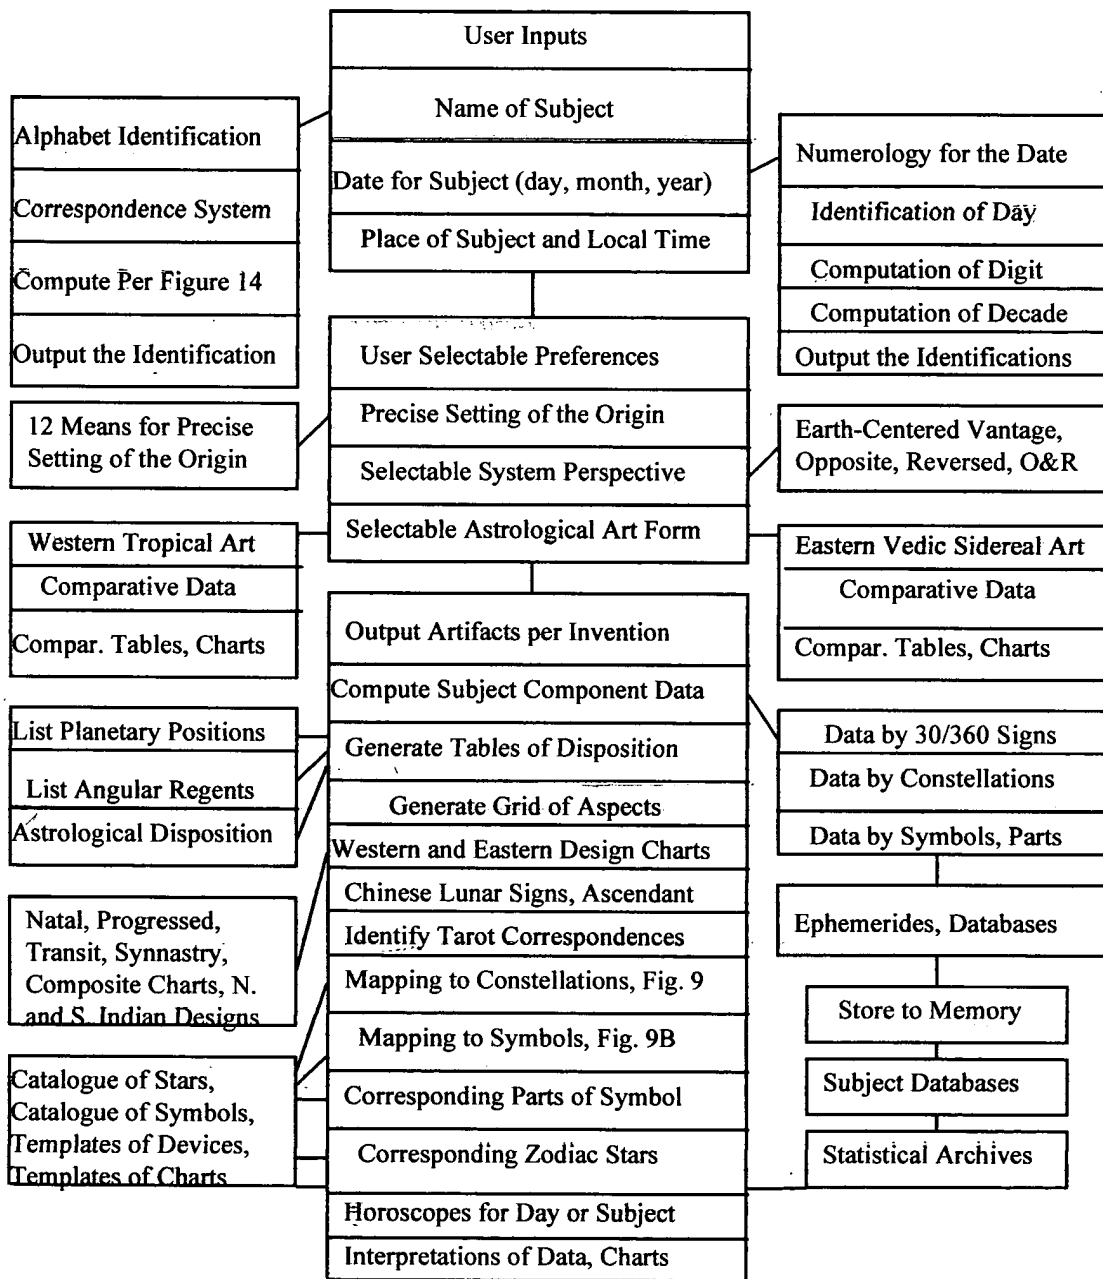 User Inputs
Name of Subject
Date for Subject (day, month, year)
Place of Subject and Local Time
Alphabet Identification
Correspondence System
Compute Per Figure 14
Output the Identification
Numerology for the Date
Identification of Day
Computation of Digit
Computation of Decade
Output the Identifications
User Selectable Preferences
Precise Setting of the Origin
Selectable System Perspective
Selectable Astrological Art Form
12 Means for Precise
Setting of the Origin
Earth-Centered Vantage,
Opposite, Reversed, O&R
Western Tropical Art
Comparative Data
Compar. Tables, Charts
Eastern Vedic Sidereal Art
Comparative Data
Compar. Tables, Charts
Output Artifacts per Invention
Compute Subject Component Data
Generate Tables of Disposition
Generate Grid of Aspects
Western and Eastern Design Charts
Chinese Lunar Signs, Ascendant
Identify Tarot Correspondences
Mapping to Constellations, Fig. 9
Mapping to Symbols, Fig. 9B
Corresponding Parts of Symbol
Corresponding Zodiac Stars
Horoscopes for Day or Subject
Interpretations of Data, Charts
List Planetary Positions
List Angular Regents
Astrological Disposition
Natal, Progressed,
Transit, Synnastry,
Composite Charts, N.
and S. Indian Designs
Catalogue of Stars,
Catalogue of Symbols,
Templates of Devices,
Templates of Charts
Data by 30/360 Signs
Data by Constellations
Data by Symbols, Parts
Ephemerides, Databases
Store to Memory
Subject Databases
Statistical Archives